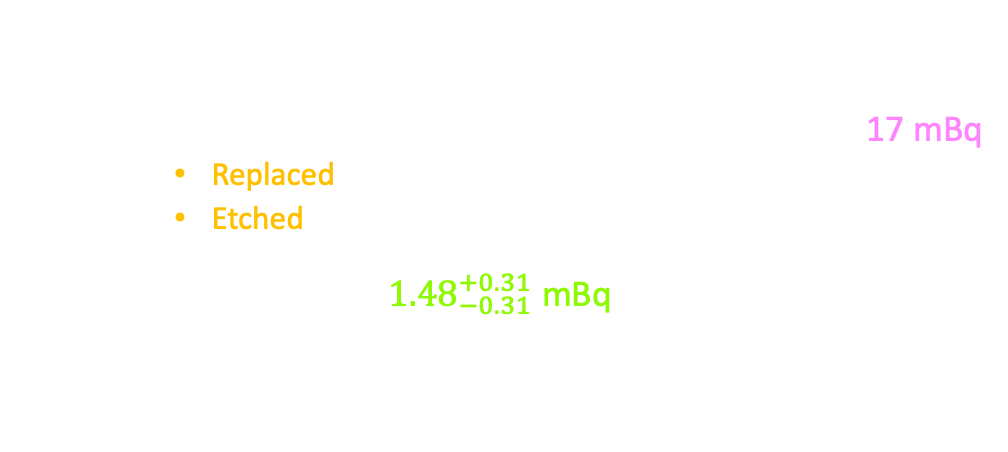 17 mBq
• Replaced
• Etched
1.48^{+0.31}_{−0.31} mBq